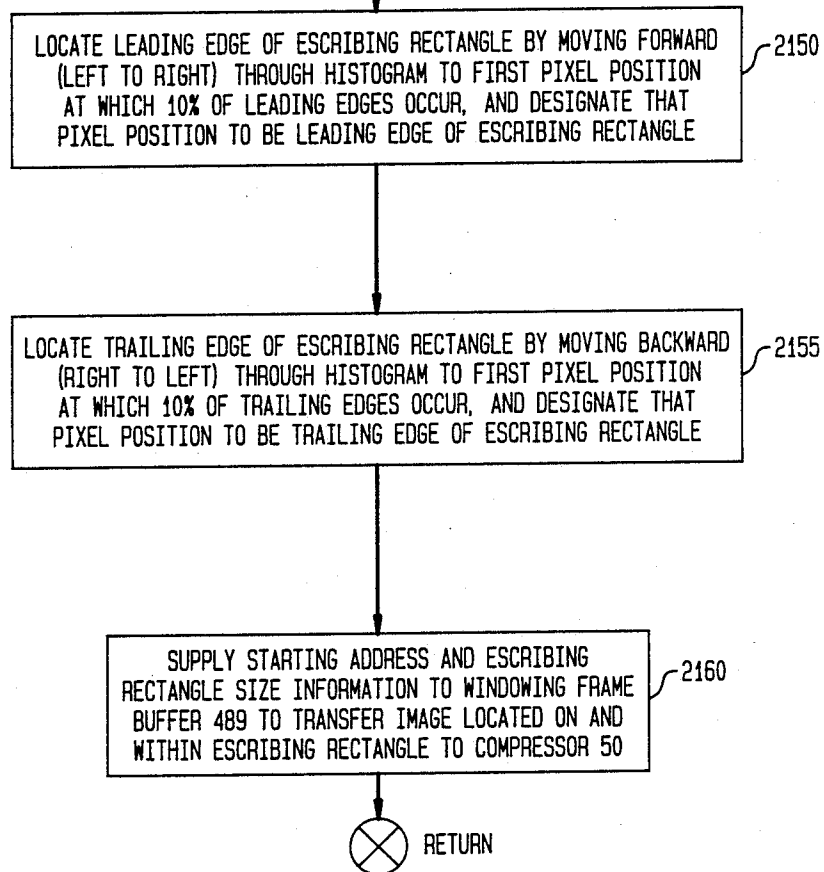 LOCATE LEADING EDGE OF ESCRIBING RECTANGLE BY MOVING FORWARD
(LEFT TO RIGHT) THROUGH HISTOGRAM TO FIRST PIXEL POSITION
AT WHICH 10% OF LEADING EDGES OCCUR, AND DESIGNATE THAT
PIXEL POSITION TO BE LEADING EDGE OF ESCRIBING RECTANGLE
2150
LOCATE TRAILING EDGE OF ESCRIBING RECTANGLE BY MOVING BACKWARD
(RIGHT TO LEFT) THROUGH HISTOGRAM TO FIRST PIXEL POSITION
AT WHICH 10% OF TRAILING EDGES OCCUR, AND DESIGNATE THAT
PIXEL POSITION TO BE TRAILING EDGE OF ESCRIBING RECTANGLE
2155
SUPPLY STARTING ADDRESS AND ESCRIBING
RECTANGLE SIZE INFORMATION TO WINDOWING FRAME
BUFFER 489 TO TRANSFER IMAGE LOCATED ON AND
WITHIN ESCRIBING RECTANGLE TO COMPRESSOR 50
2160
RETURN